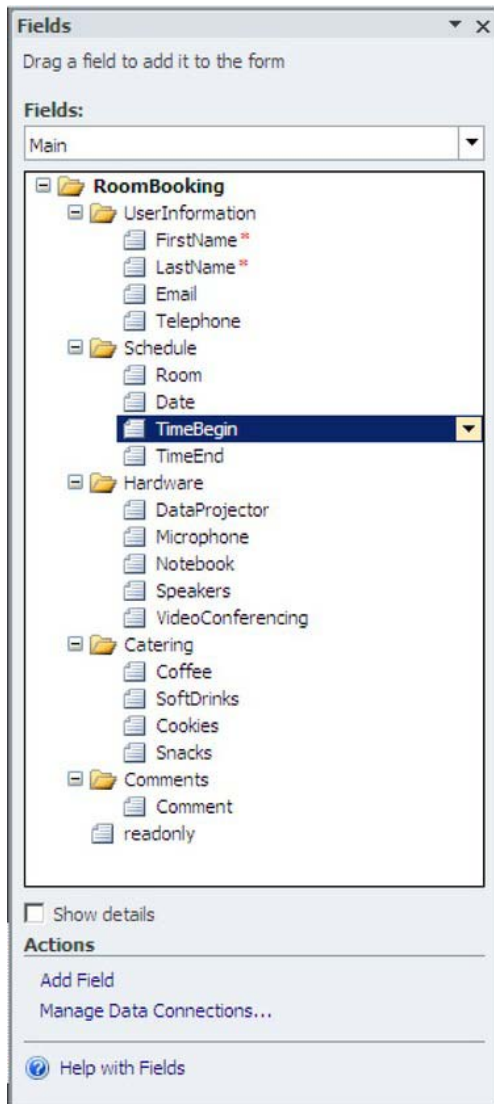 Fields
Drag a field to add it to the form
Fields:
Main
RoomBooking
UserInformation
FirstName*
LastName*
Email
Telephone
Schedule
Room
Date
TimeBegin
TimeEnd
Hardware
DataProjector
Microphone
Notebook
Speakers
VideoConferencing
Catering
Coffee
SoftDrinks
Cookies
Snacks
Comments
Comment
readonly
Show details
Actions
Add Field
Manage Data Connections...
Help with Fields